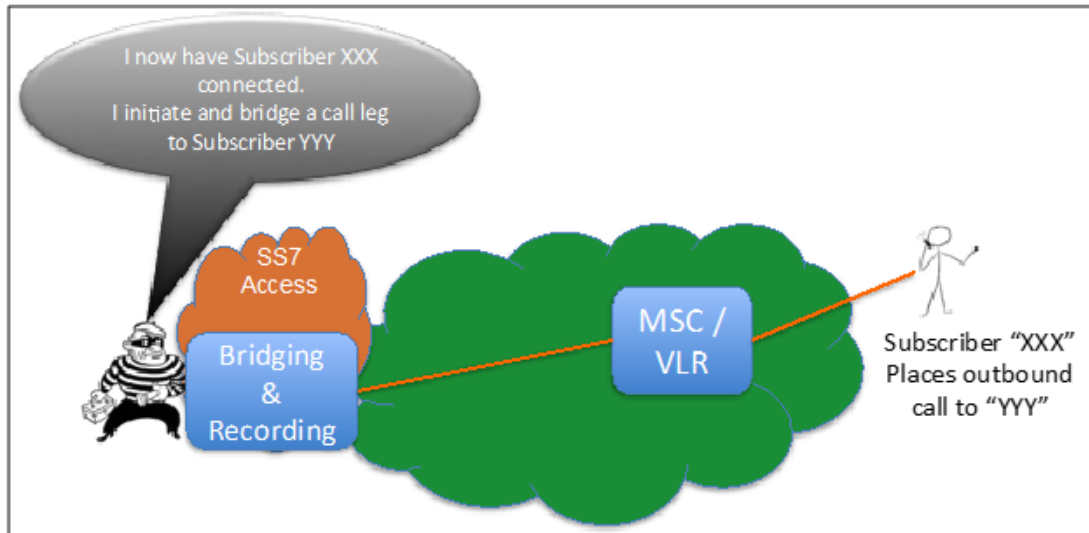 I now have Subscriber XXX
connected.
I initiate and bridge a call leg
to Subscriber YYY
SS7
Access
Bridging
&
Recording
MSC /
VLR
Subscriber “XXX”
Places outbound
call to “YYY”